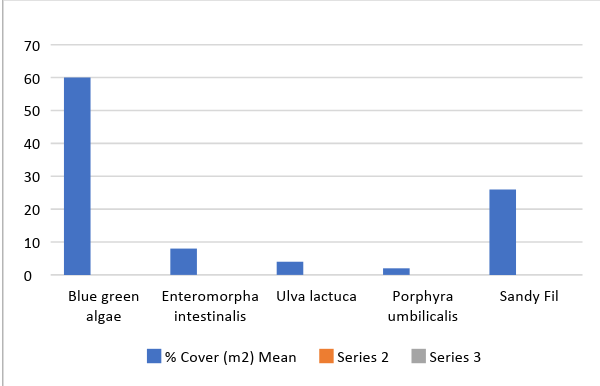 70
60
50
40
30
20
10
0
Blue green
algae
Enteromorpha
intestinalis
Ulva lactuca
Porphyra
umbilicalis
Sandy Fil
% Cover (m2) Mean
Series 2
Series 3